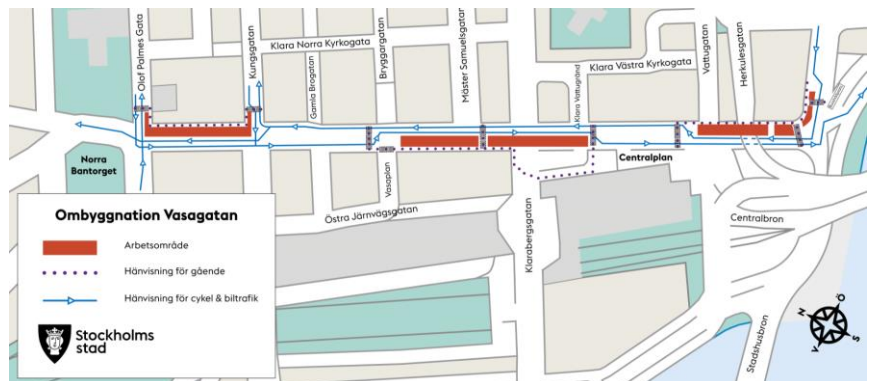 Olof Palmes Gata
Kungsgatan
Klara Norra Kyrkogata
Gamla Brogatan
Bryggargatan
Mäster Samuelsgatan
Klara Västra Kyrkogata
Klara Vattugränd
Vattugatan
Herkulesgatan
Norra
Bantorget
Vasaplan
Centralplan
Östra Järnvägsgatan
Klarabergsgatan
Centralbron
Stadshusbron
Ombyggnation Vasagatan
Arbetsområde
Hänvisning för gående
Hänvisning för cykel & biltrafik
Stockholms
stad
N
Ö
V
S